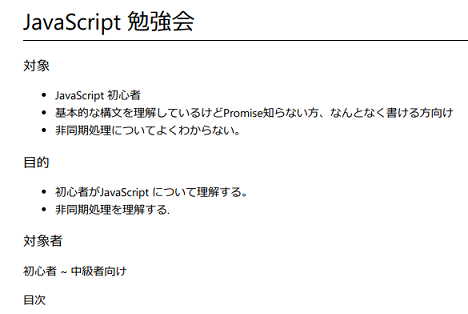 JavaScript 勉強会
対象
• JavaScript 初心者
• 基本的な構文を理解しているけどPromise知らない方、なんとなく書ける方向け
• 非同期処理についてよくわからない。
目的
• 初心者がJavaScript について理解する。
• 非同期処理を理解する.
対象者
初心者 ~ 中級者向け
目次